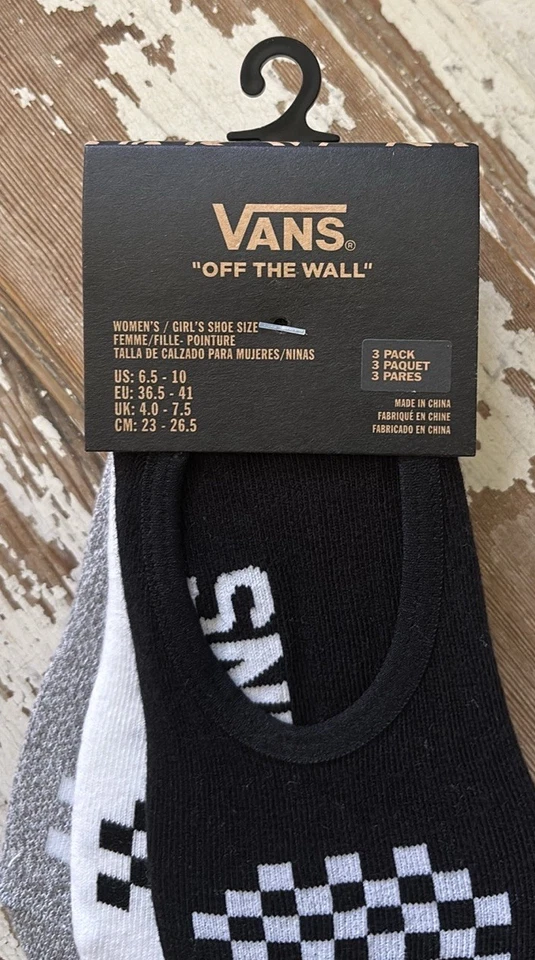 VANS®
"OFF THE WALL"
WOMEN'S / GIRL'S SHOE SIZE
FEMME/FILLE- POINTURE
TALLA DE CALZADO PARA MUJERES/NINAS
US: 6.5 - 10
EU: 36.5 - 41
UK: 4.0 - 7.5
CM: 23 - 26.5
3 PACK
3 PAQUET
3 PARES
MADE IN CHINA
FABRIQUÉ EN CHINE
FABRICADO EN CHINA
NS